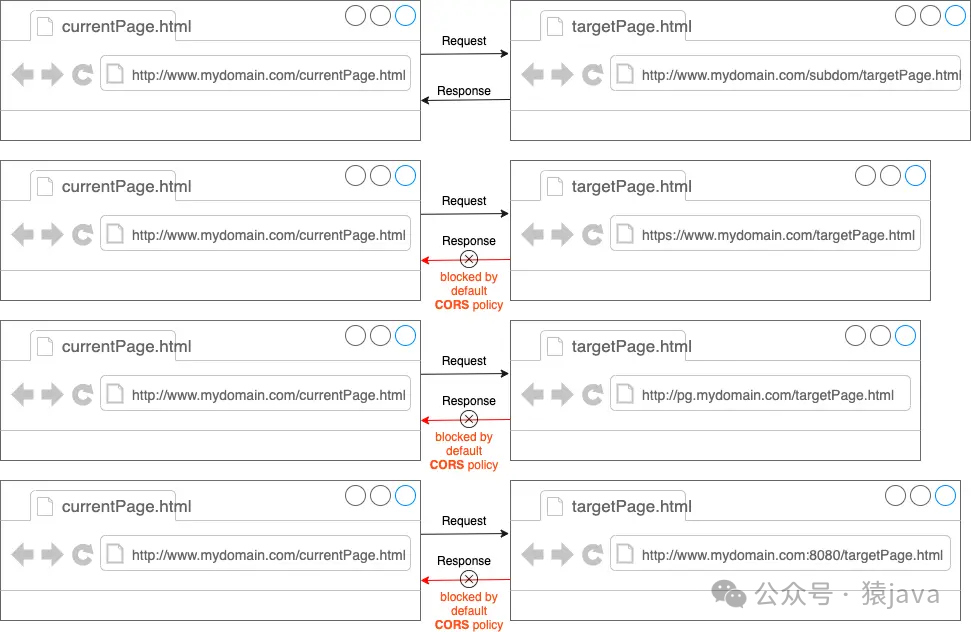 currentPage.html
targetPage.html
Request
http://www.mydomain.com/currentPage.html
http://www.mydomain.com/subdom/targetPage.html
Response
currentPage.html
targetPage.html
Request
http://www.mydomain.com/currentPage.html
https://www.mydomain.com/targetPage.html
Response
blocked by
default
CORS policy
currentPage.html
targetPage.html
Request
http://www.mydomain.com/currentPage.html
http://pg.mydomain.com/targetPage.html
Response
blocked by
default
CORS policy
currentPage.html
targetPage.html
Request
http://www.mydomain.com/currentPage.html
http://www.mydomain.com:8080/targetPage.html
Response
blocked by
default
CORS policy
公众号 · 猿java